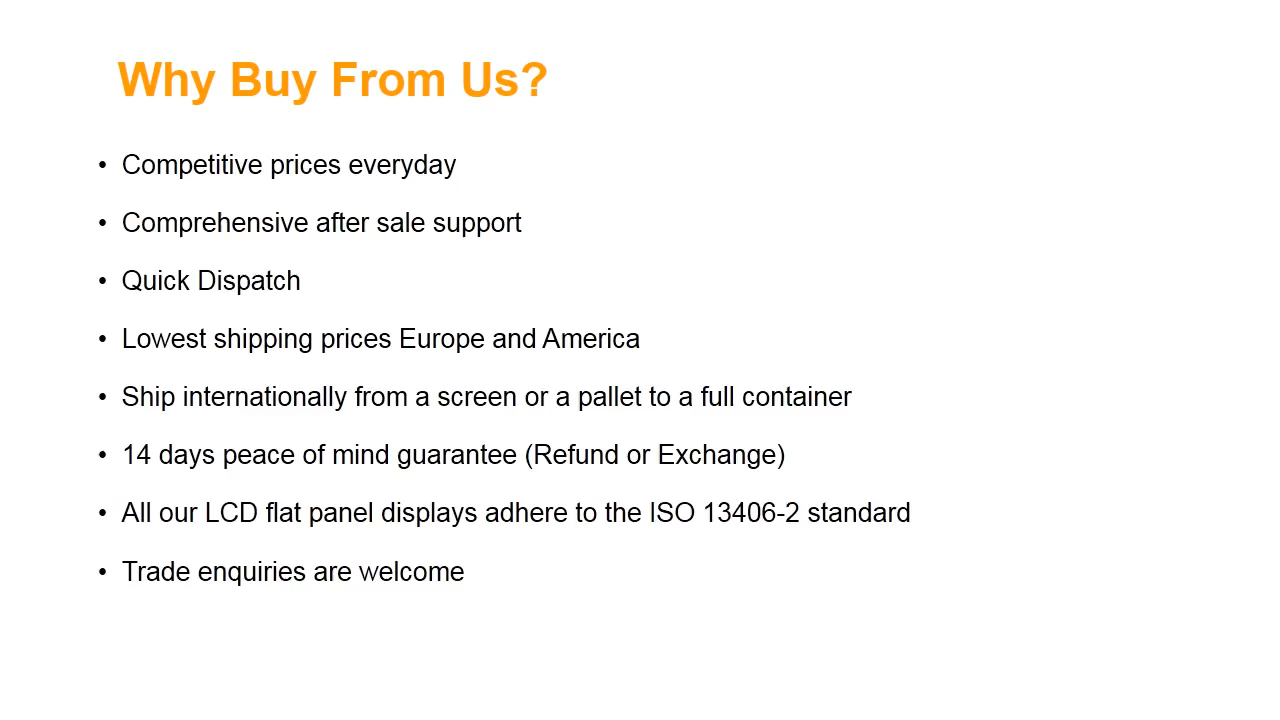 Why Buy From Us?
• Competitive prices everyday
• Comprehensive after sale support
• Quick Dispatch
• Lowest shipping prices Europe and America
• Ship internationally from a screen or a pallet to a full container
• 14 days peace of mind guarantee (Refund or Exchange)
• All our LCD flat panel displays adhere to the ISO 13406-2 standard
• Trade enquiries are welcome